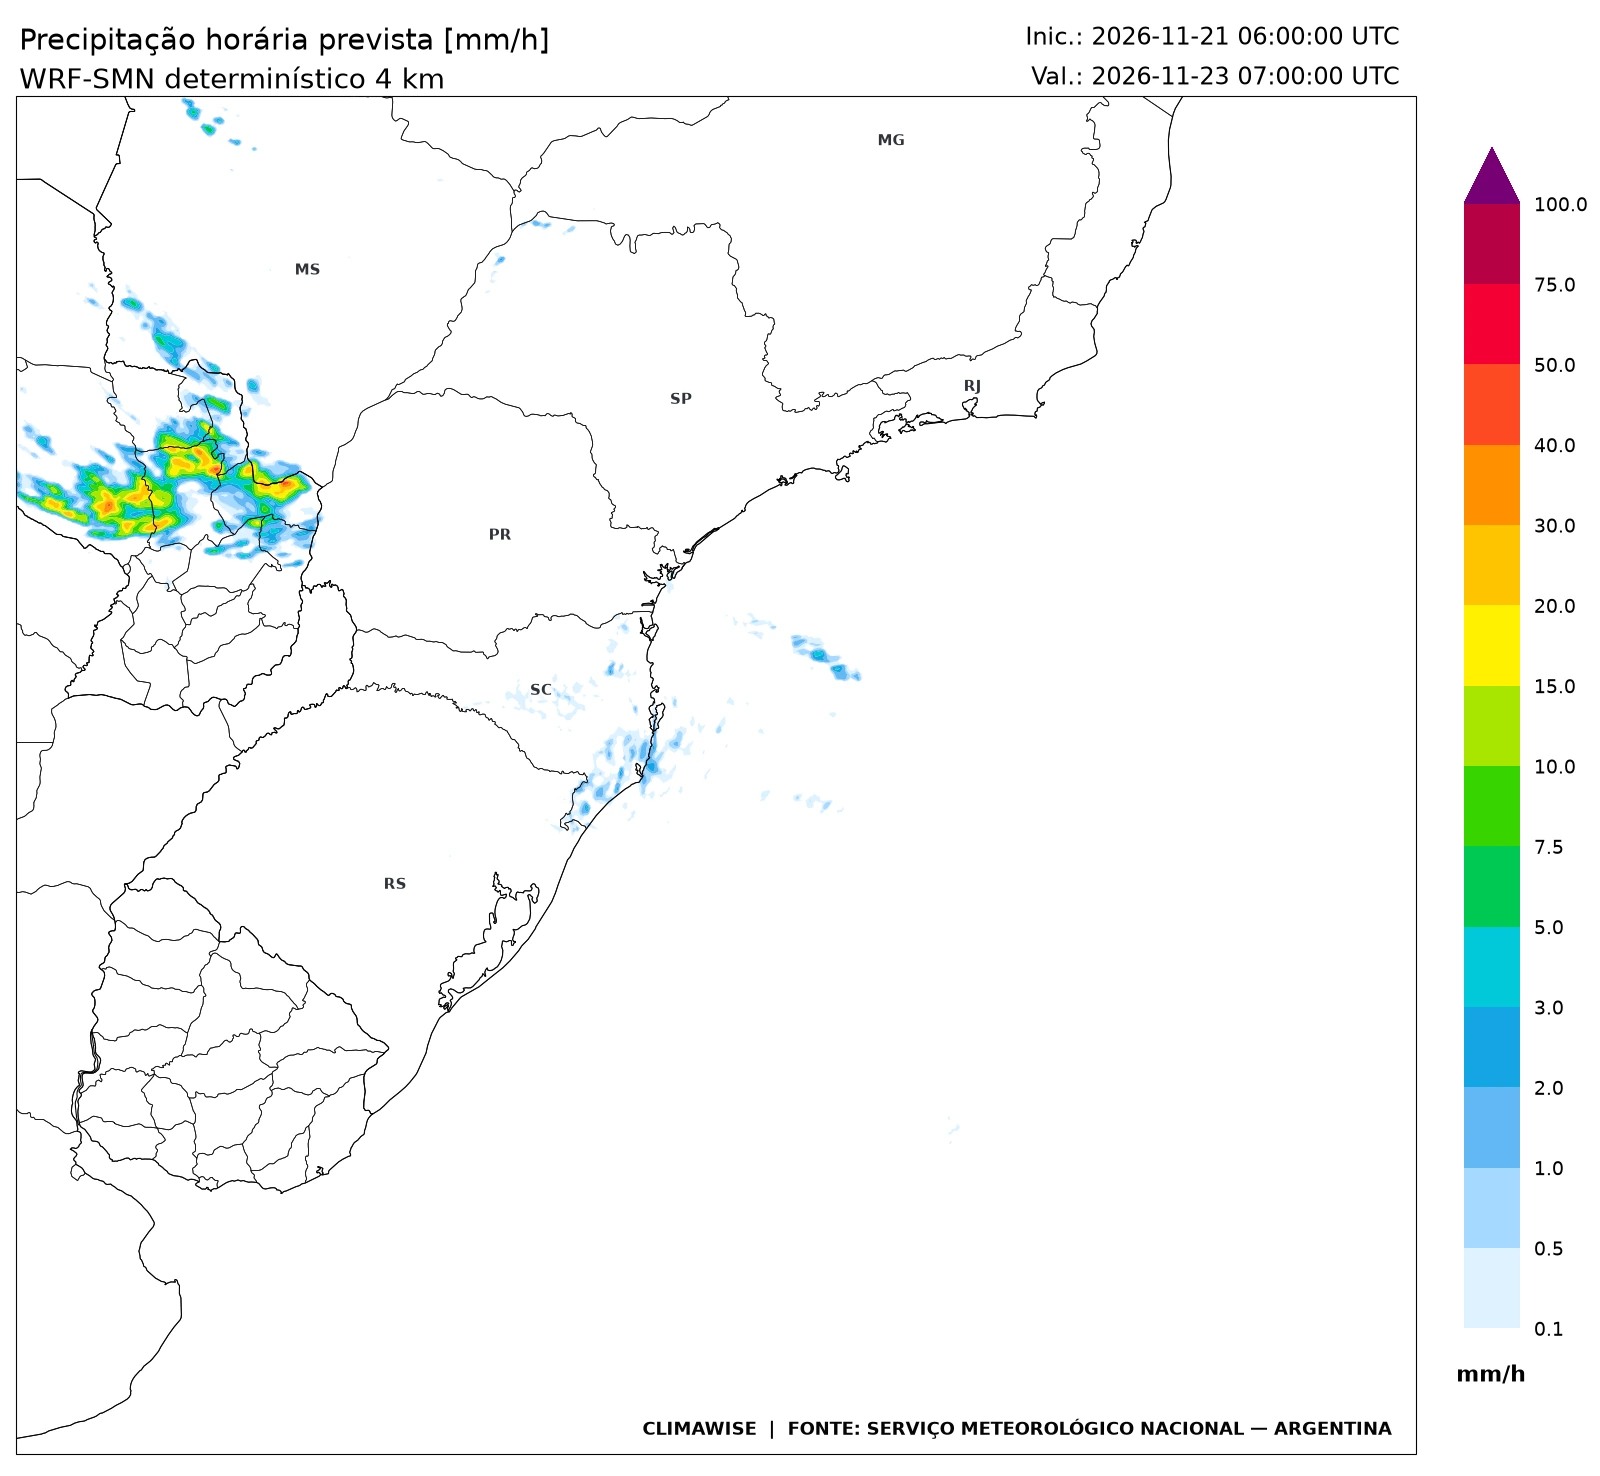 Precipitação horária prevista [mm/h]
WRF-SMN determinístico 4 km
Inic.: 2026-11-21 06:00:00 UTC
Val.: 2026-11-23 07:00:00 UTC
MG
MS
RJ
SP
PR
SC
RS
100.0
75.0
50.0
40.0
30.0
20.0
15.0
10.0
7.5
5.0
3.0
2.0
1.0
0.5
0.1
mm/h
CLIMAWISE | FONTE: SERVIÇO METEOROLÓGICO NACIONAL — ARGENTINA